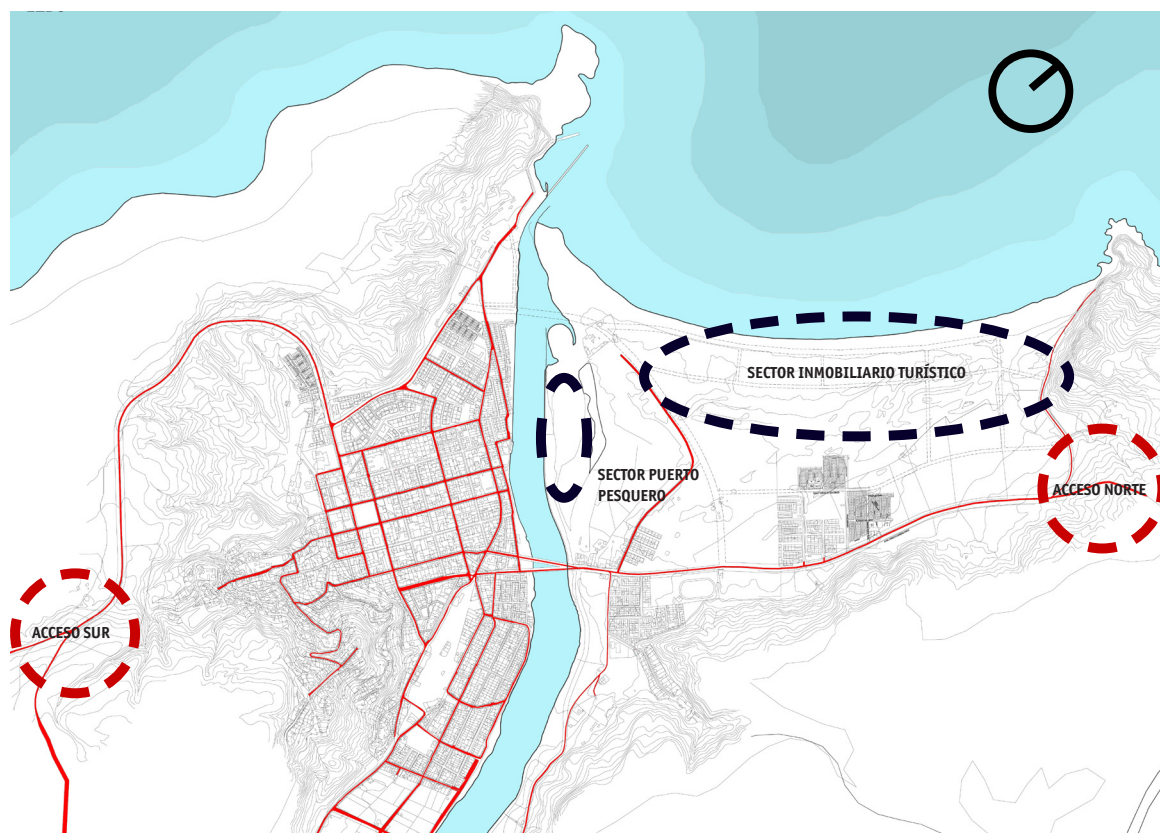 SECTOR INMOBILIARIO TURÍSTICO
SECTOR PUERTO
PESQUERO
ACCESO NORTE
ACCESO SUR